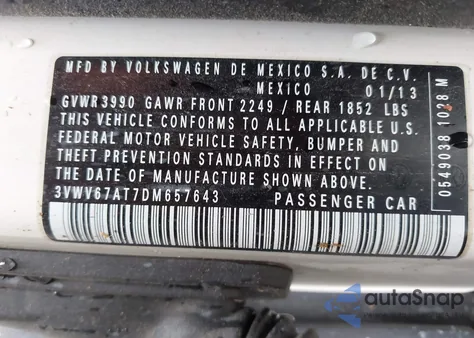 MFD BY VOLKSWAGEN DE MEXICO S.A. DE C.V.
MEXICO 01/13
GVWR 3990 GAWR FRONT 2249 / REAR 1852 LBS
THIS VEHICLE CONFORMS TO ALL APPLICABLE U.S.
FEDERAL MOTOR VEHICLE SAFETY, BUMPER AND
THEFT PREVENTION STANDARDS IN EFFECT ON
THE DATE OF MANUFACTURE SHOWN ABOVE.
3VWV67AT7DM657643 PASSENGER CAR
0549038 1028 M
autoSnap